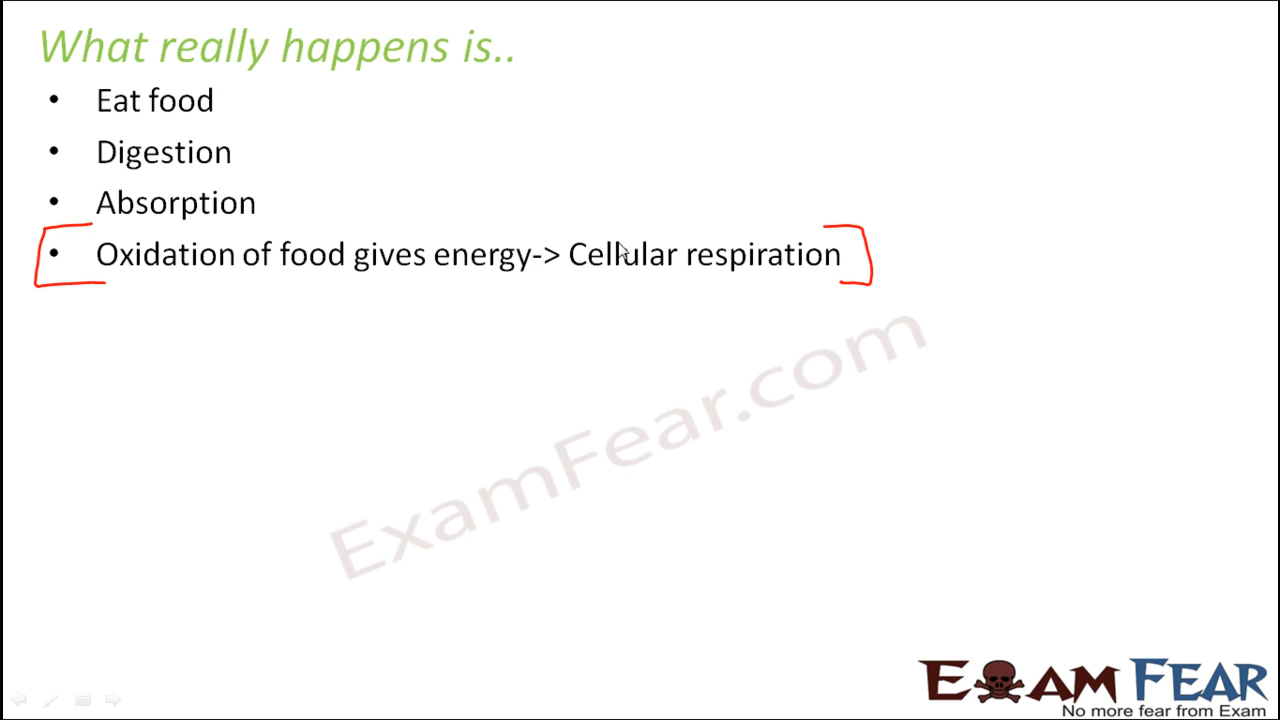 What really happens is..
• Eat food
• Digestion
• Absorption
• Oxidation of food gives energy-> Cellular respiration
ExamFear.com
EXAM FEAR
No more fear from Exam